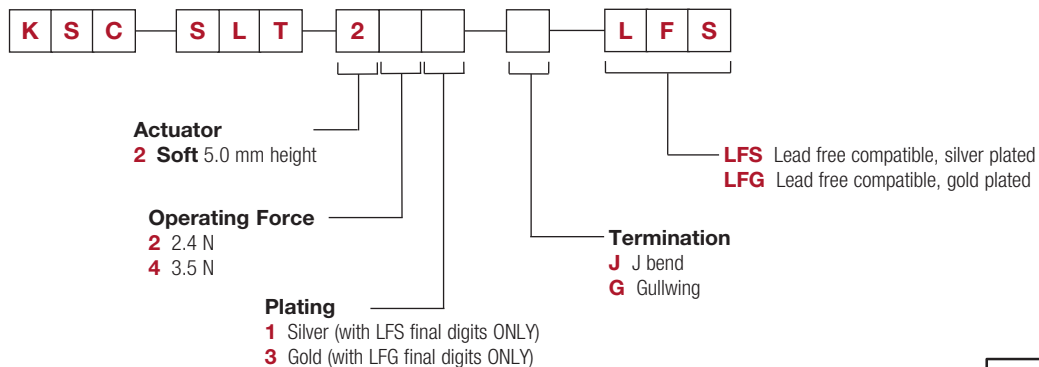 K S C S L T 2 L F S
Actuator
2 Soft 5.0 mm height
LFS Lead free compatible, silver plated
LFG Lead free compatible, gold plated
Operating Force
2 2.4 N
4 3.5 N
Termination
J J bend
G Gullwing
Plating
1 Silver (with LFS final digits ONLY)
3 Gold (with LFG final digits ONLY)